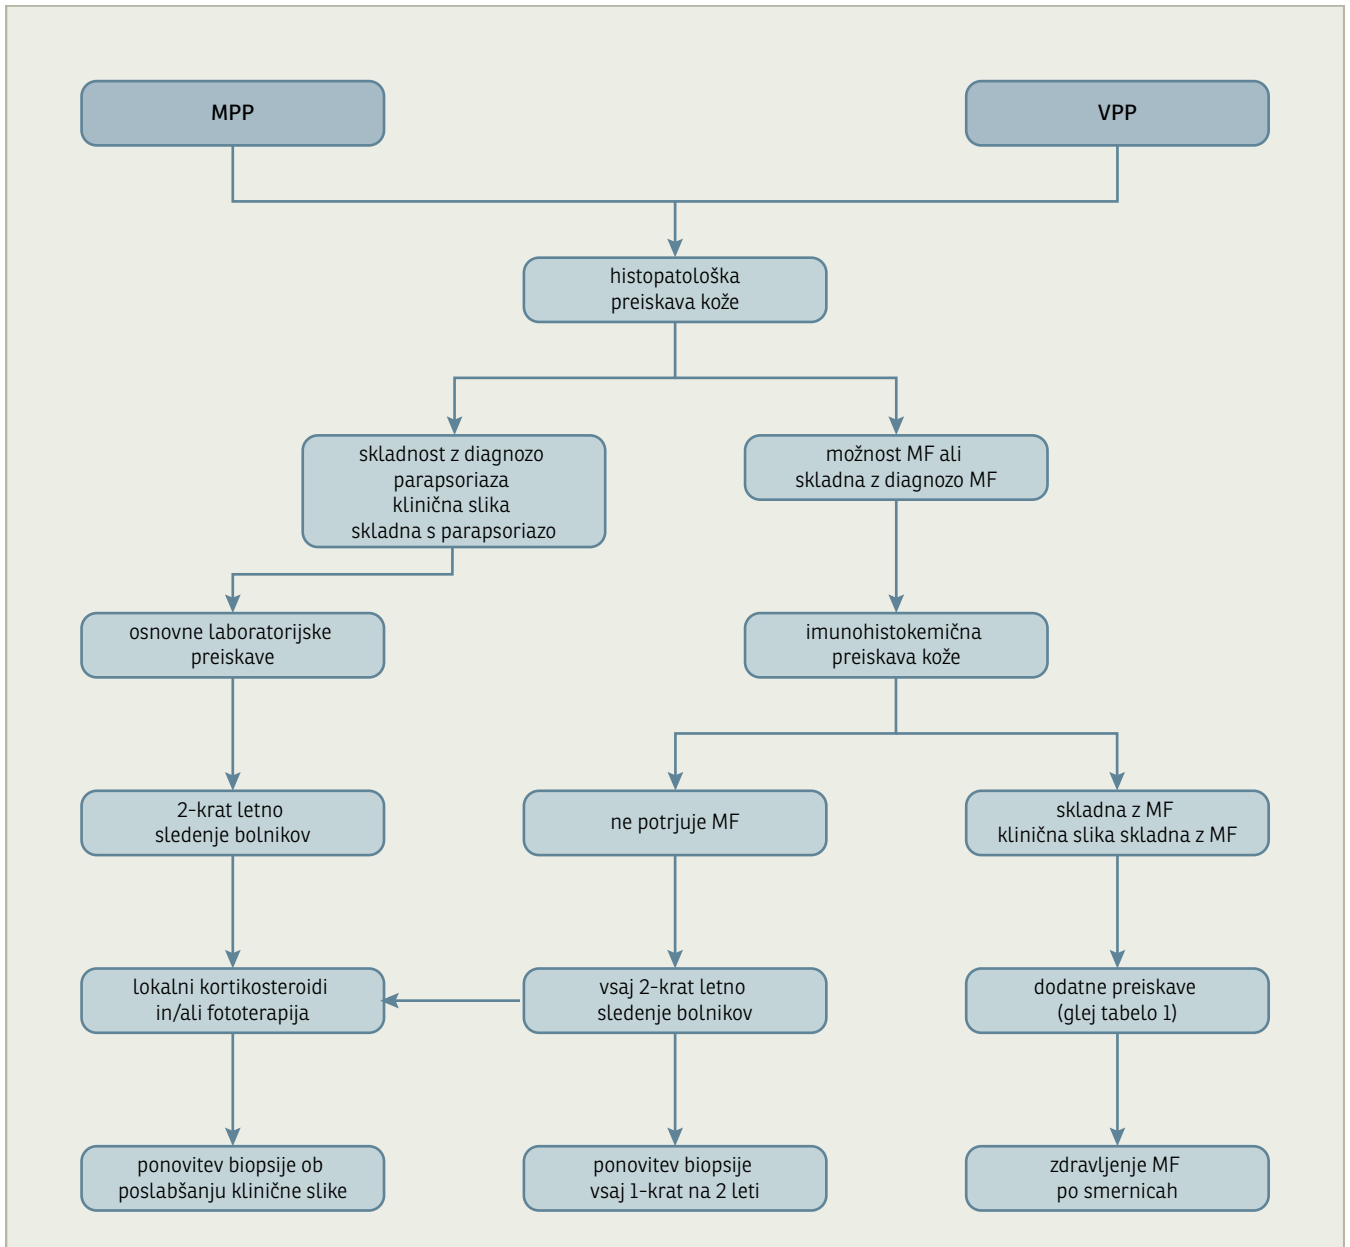 MPP
VPP
histopatološka
preiskava kože
skladnost z diagnozo
parapsoriaza
klinična slika
skladna s parapsoriazo
možnost MF ali
skladna z diagnozo MF
osnovne laboratorijske
preiskave
imunohistokemična
preiskava kože
2-krat letno
sledenje bolnikov
ne potrjuje MF
skladna z MF
klinična slika skladna z MF
lokalni kortikosteroidi
in/ali fototerapija
vsaj 2-krat letno
sledenje bolnikov
dodatne preiskave
(glej tabelo 1)
ponovitev biopsije ob
poslabšanju klinične slike
ponovitev biopsije
vsaj 1-krat na 2 leti
zdravljenje MF
po smernicah